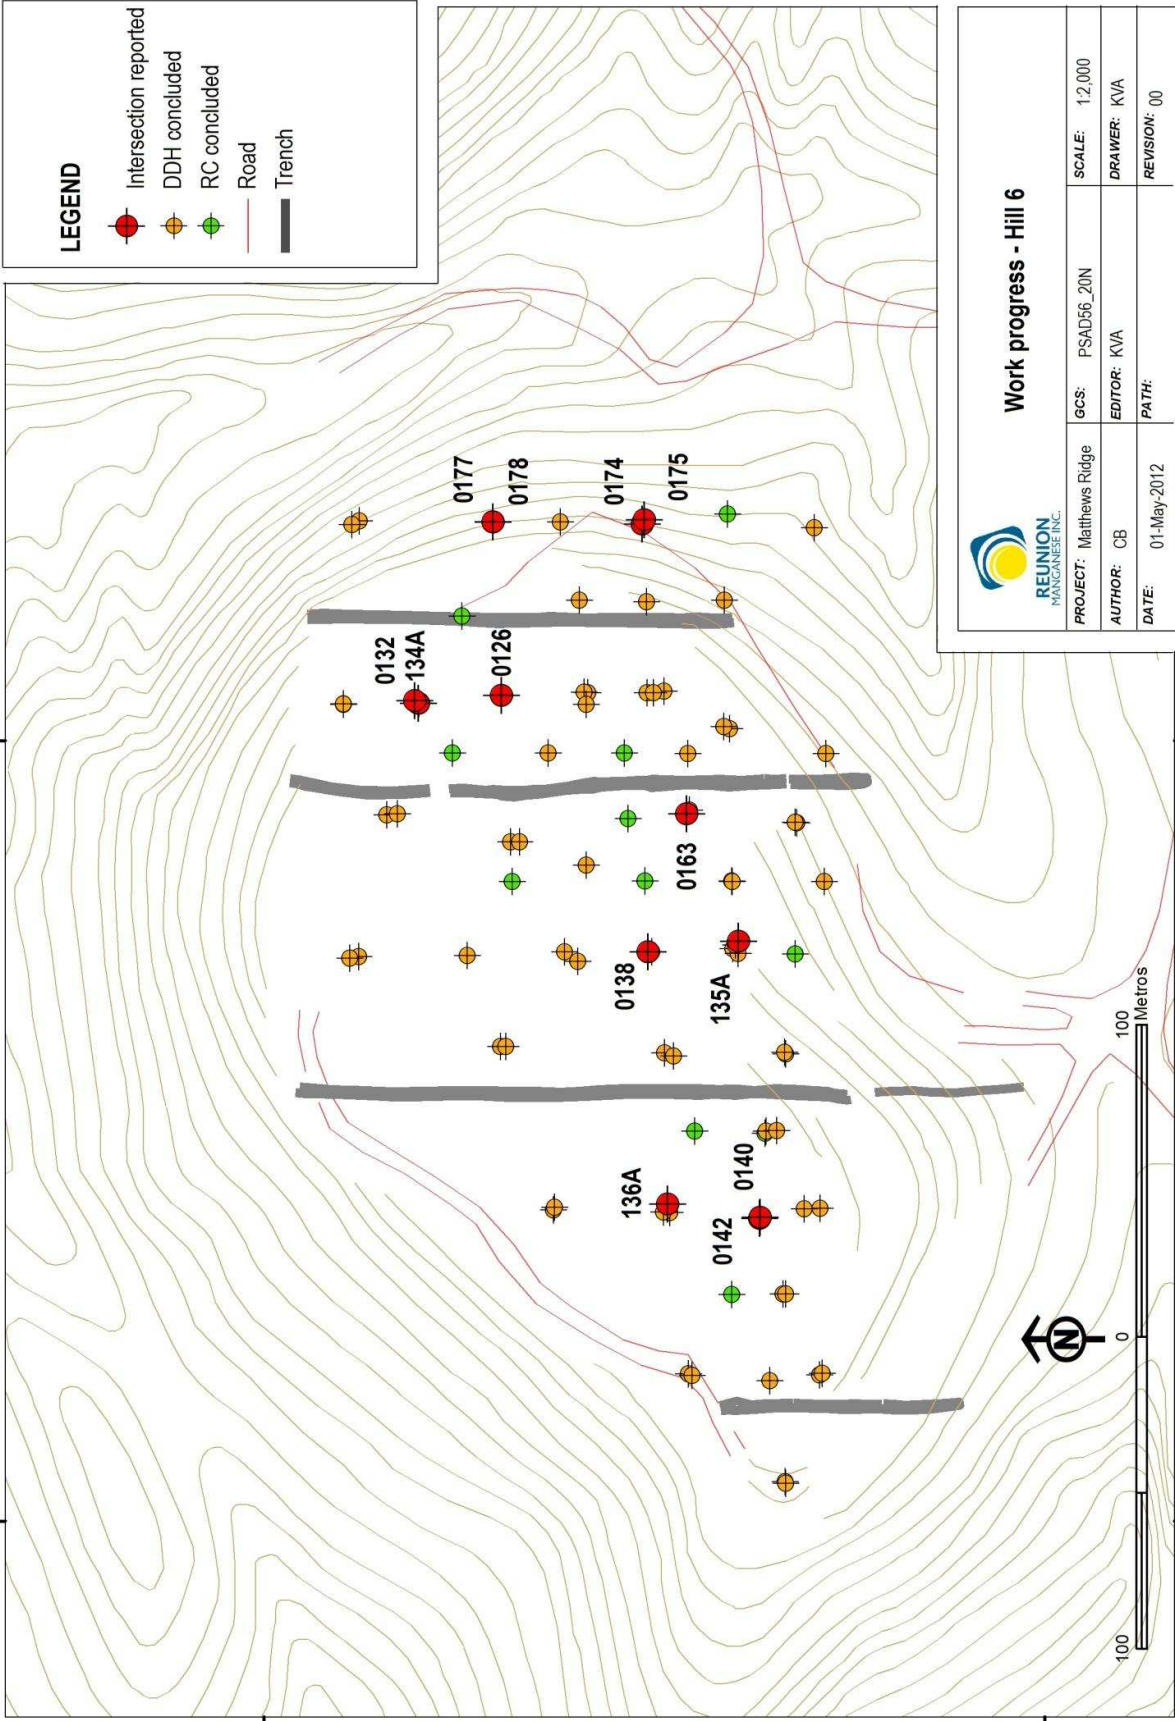 LEGEND
Intersection reported
DDH concluded
RC concluded
Road
Trench
0132
134A
0126
0177
0178
0174
0175
0163
0138
135A
136A
0140
0142
N
100
0
100
Metros
REUNION
MANGANESE INC.
Work progress - Hill 6
PROJECT: Matthews Ridge
GCS: PSAD56_20N
SCALE: 1:2,000
AUTHOR: CB
EDITOR: KVA
DRAWER: KVA
DATE: 01-May-2012
PATH:
REVISION: 00